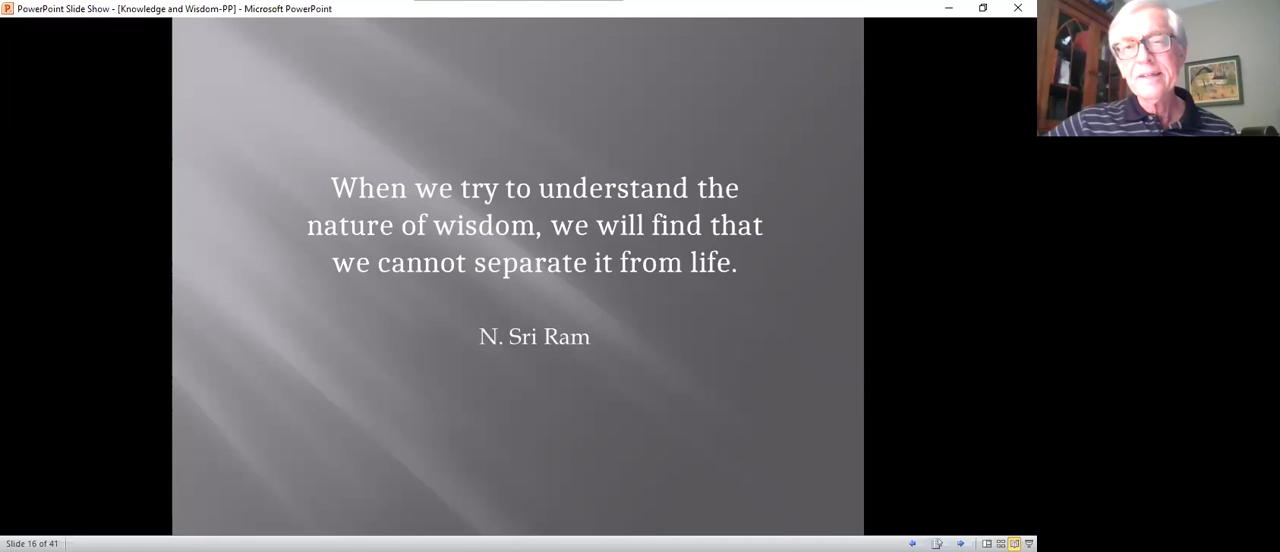 PowerPoint Slide Show - [Knowledge and Wisdom-PP] - Microsoft PowerPoint
When we try to understand the
nature of wisdom, we will find that
we cannot separate it from life.
N. Sri Ram
Slide 16 of 41